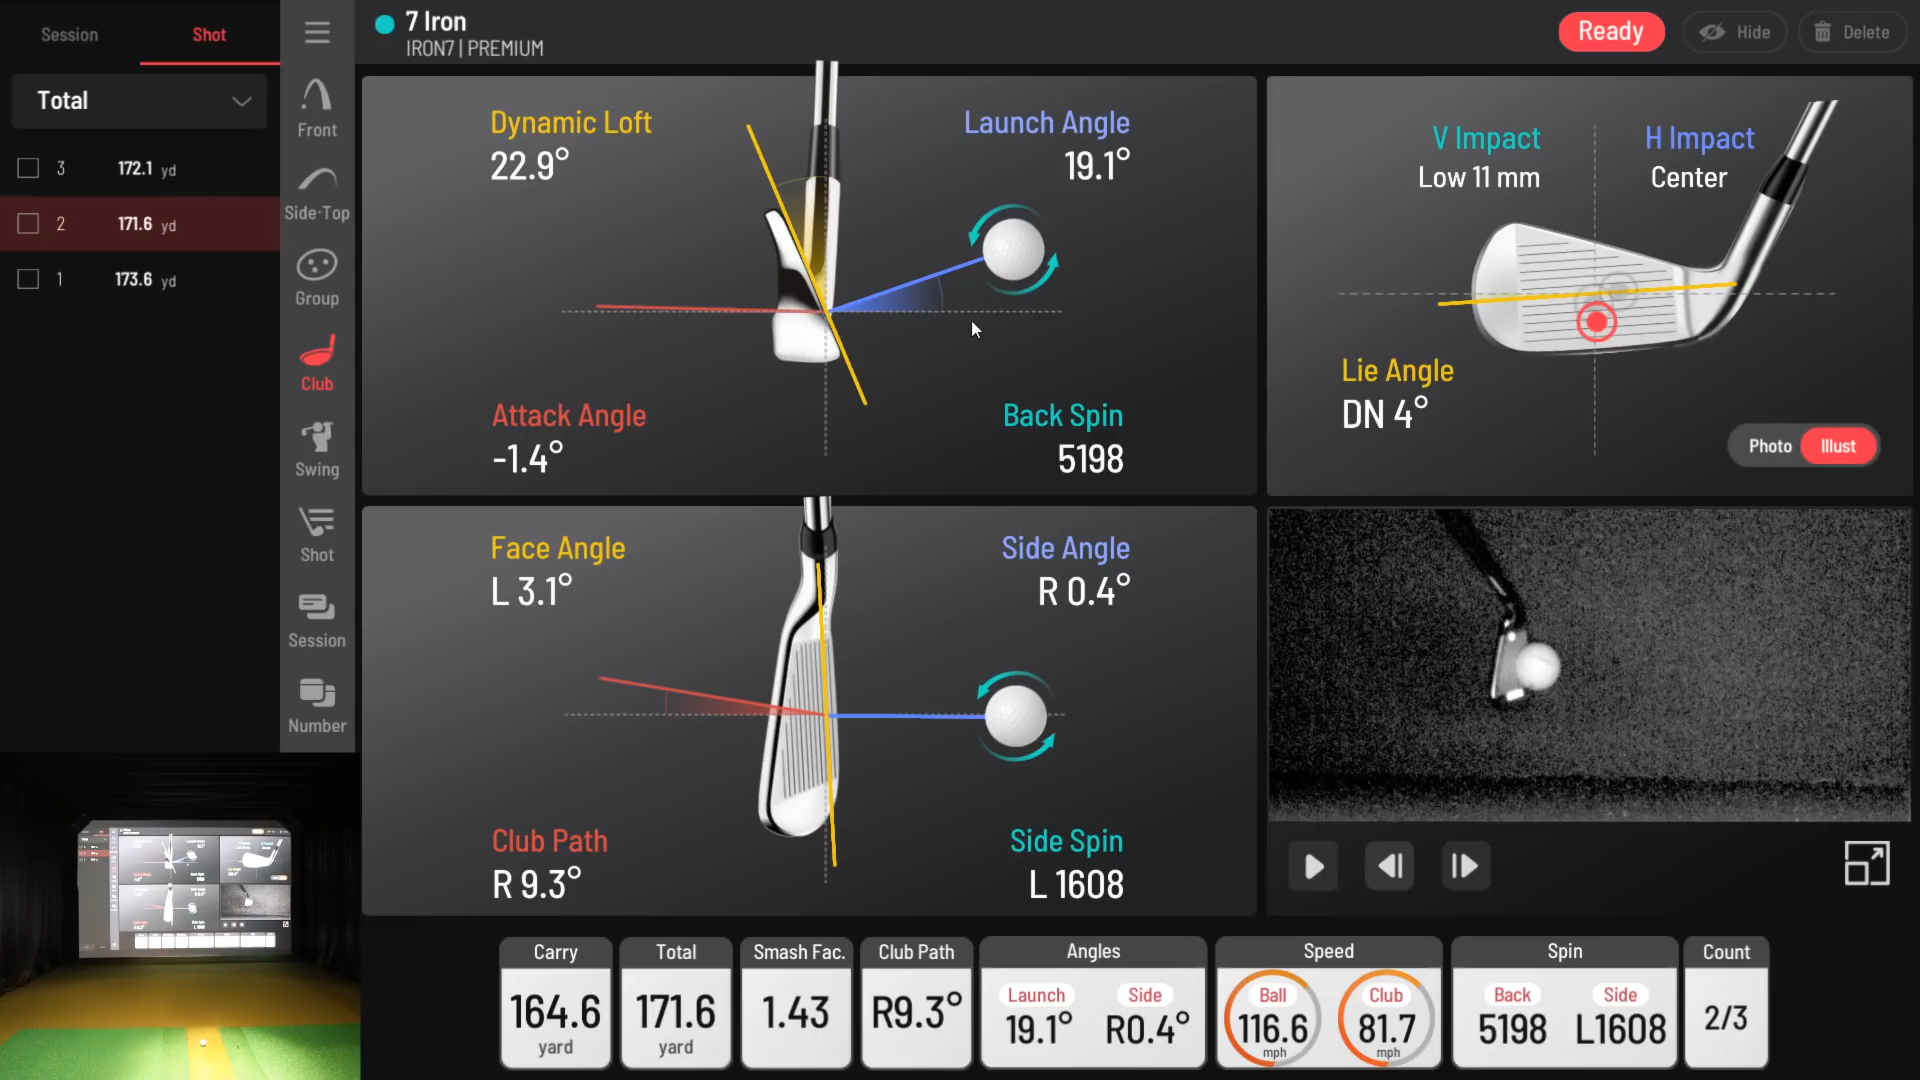 Session
Shot
Total
3 172.1 yd
2 171.6 yd
1 173.6 yd
Front
Side·Top
Group
Club
Swing
Shot
Session
Number
7 Iron
IRON7 | PREMIUM
Ready
Hide
Delete
Dynamic Loft
22.9°
Launch Angle
19.1°
Attack Angle
-1.4°
Back Spin
5198
V Impact
Low 11 mm
H Impact
Center
Lie Angle
DN 4°
Photo
Illust
Face Angle
L 3.1°
Side Angle
R 0.4°
Club Path
R 9.3°
Side Spin
L 1608
Carry
164.6
yard
Total
171.6
yard
Smash Fac.
1.43
Club Path
R9.3°
Angles
Launch
19.1°
Side
R0.4°
Speed
Ball
116.6
mph
Club
81.7
mph
Spin
Back
5198
Side
L1608
Count
2/3